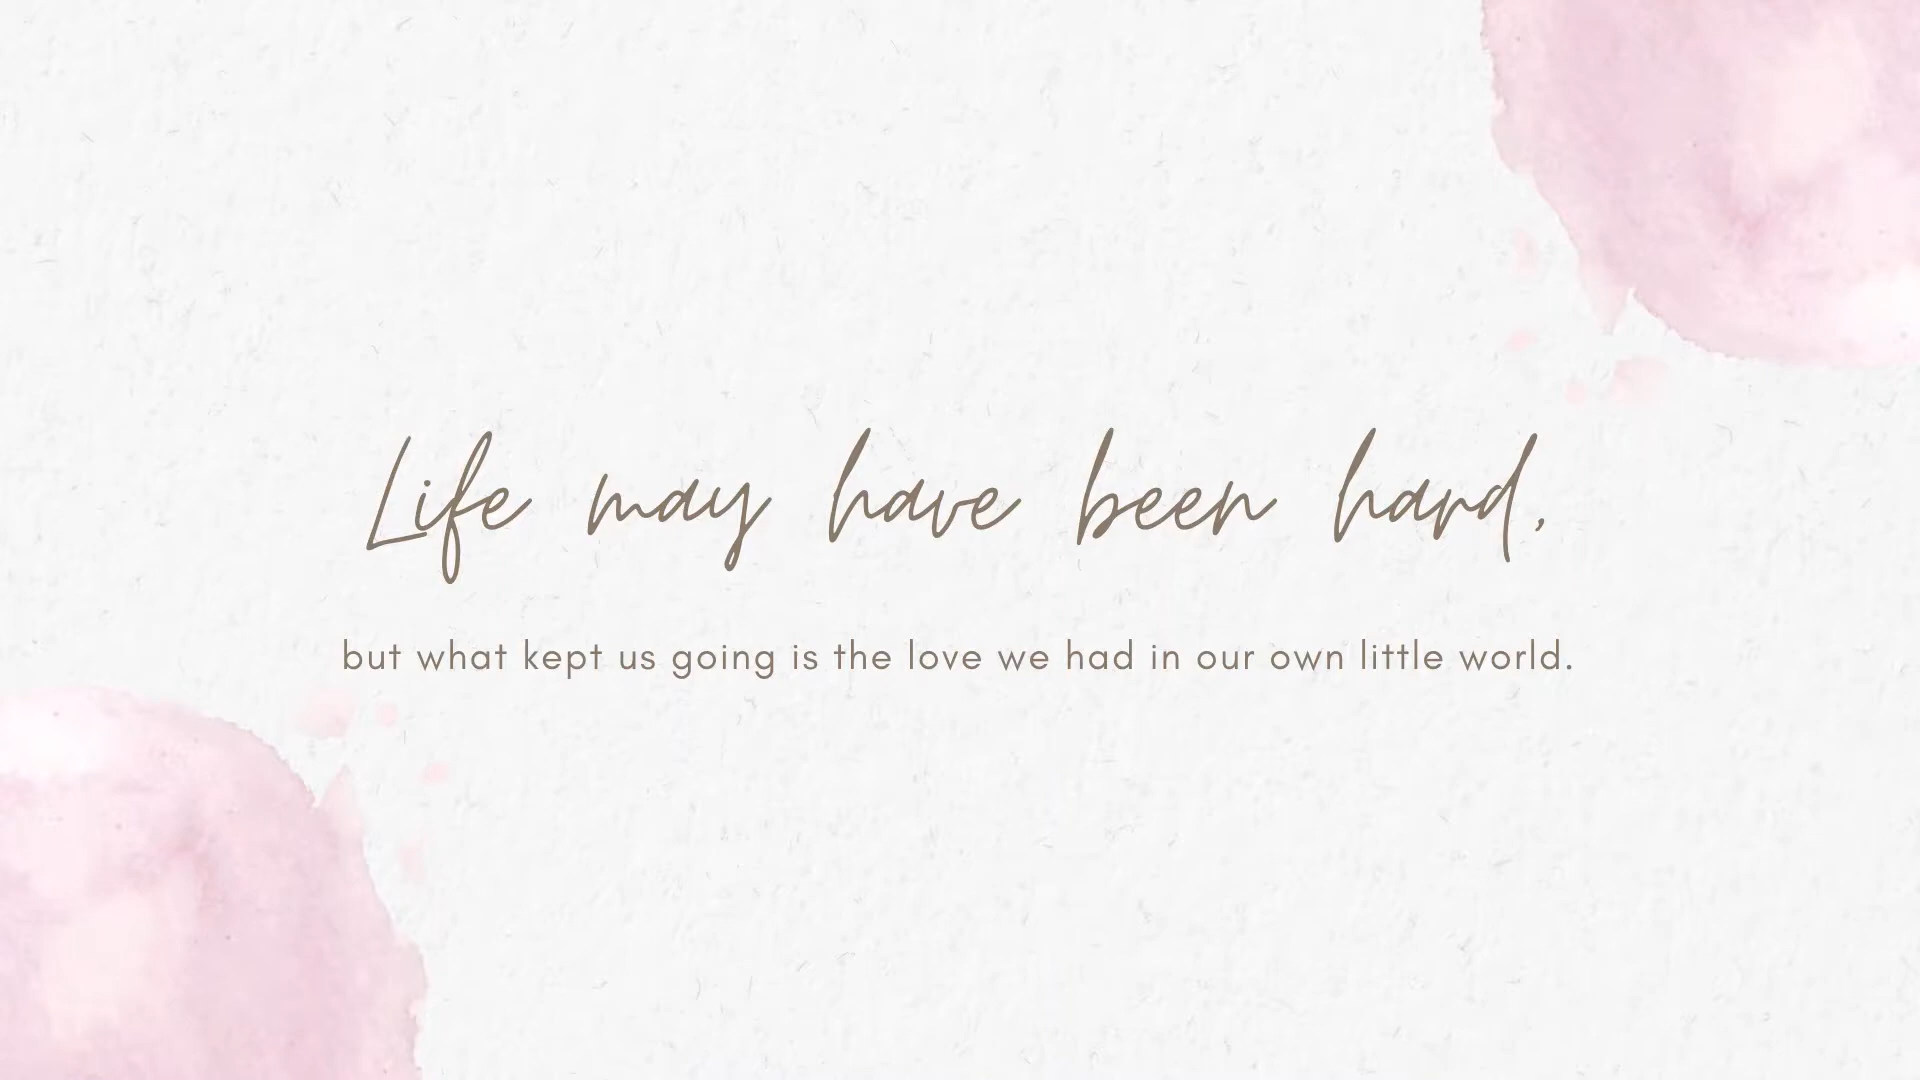 Life may have been hard,
but what kept us going is the love we had in our own little world.